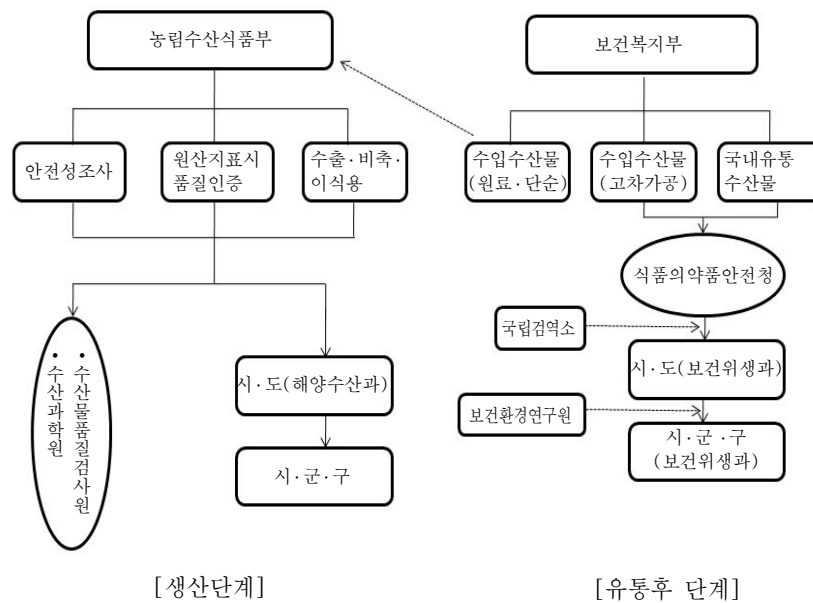 농림수산식품부
보건복지부
안전성조사
원산지표시
품질인증
수출·비축·
이식용
수입수산물
(원료·단순)
수입수산물
(고차가공)
국내유통
수산물
식품의약품안전청
국립검역소
시·도(해양수산과)
시·도(보건위생과)
• 수산물품질검사원
• 수산과학원
보건환경연구원
시·군·구
시·군·구
(보건위생과)
[생산단계]
[유통후 단계]